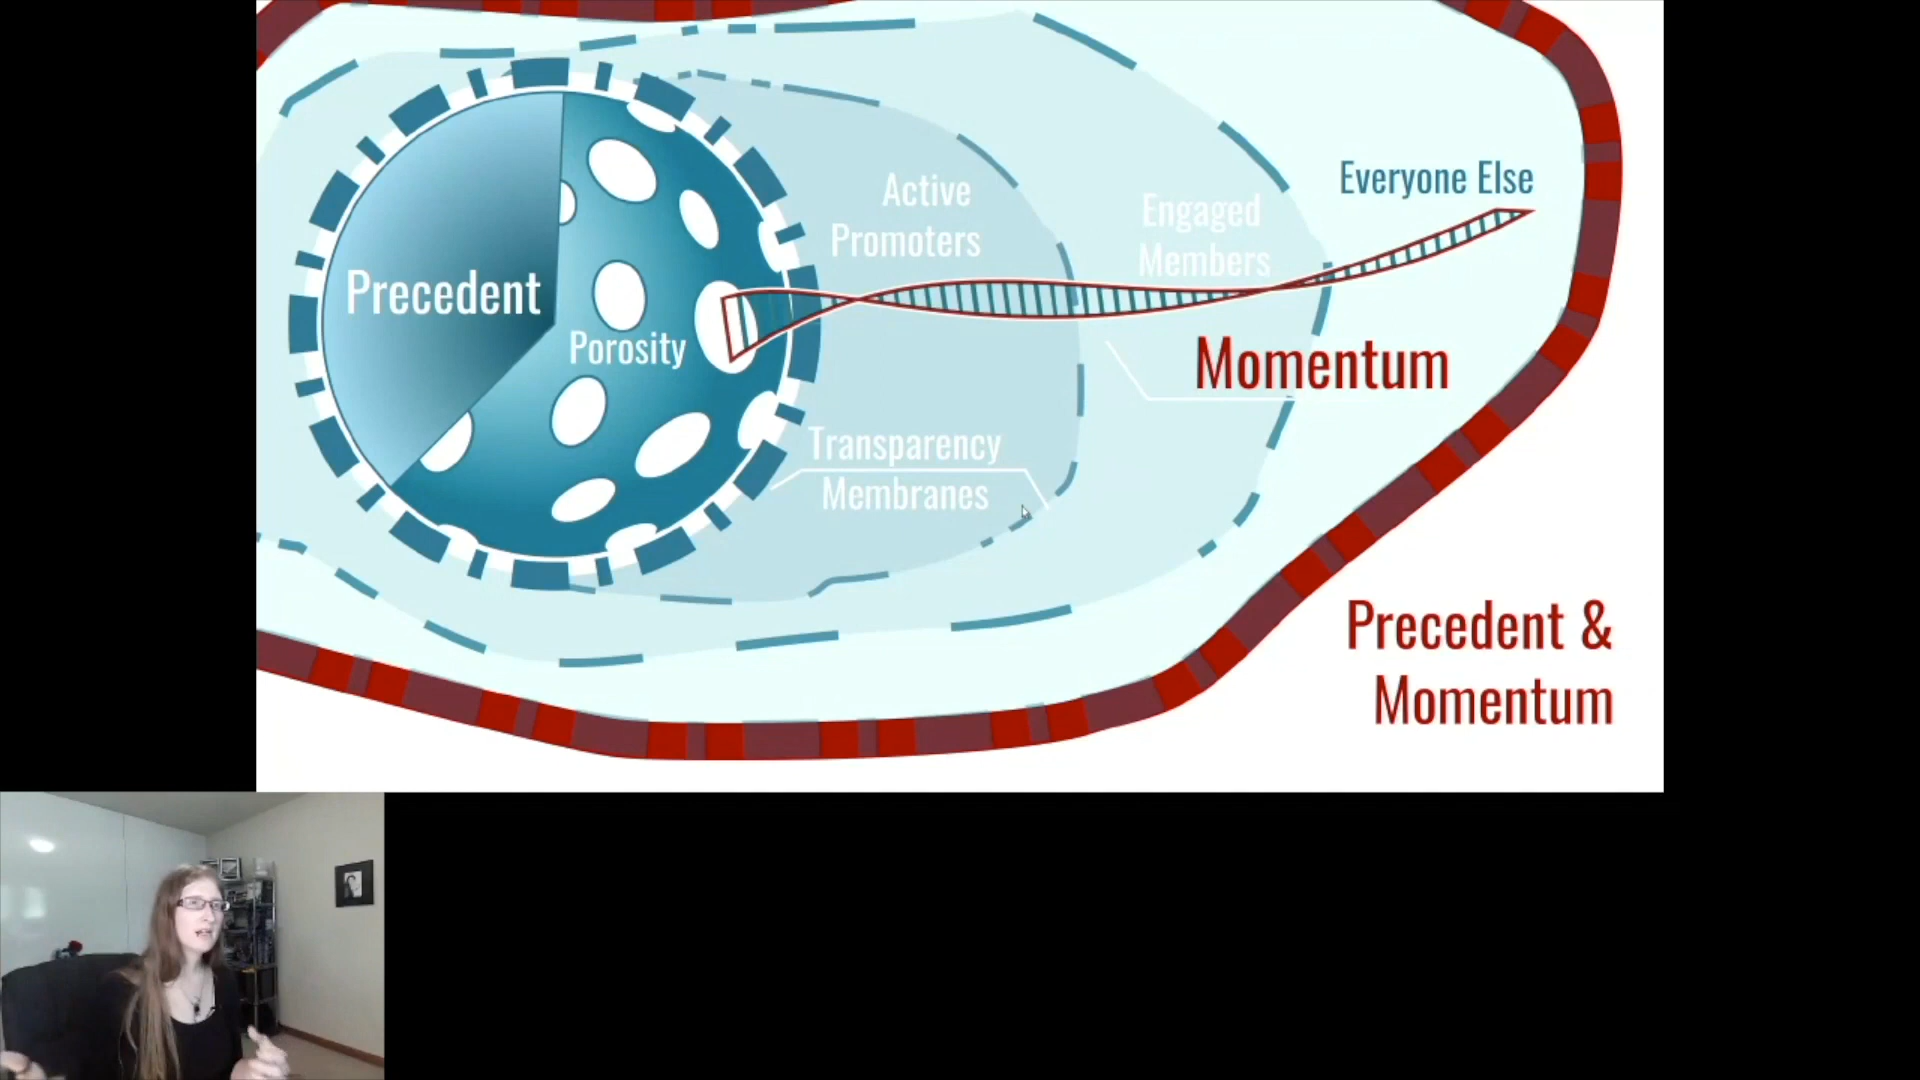 Everyone Else
Active
Promoters
Engaged
Members
Precedent
Porosity
Momentum
Transparency
Membranes
Precedent &
Momentum